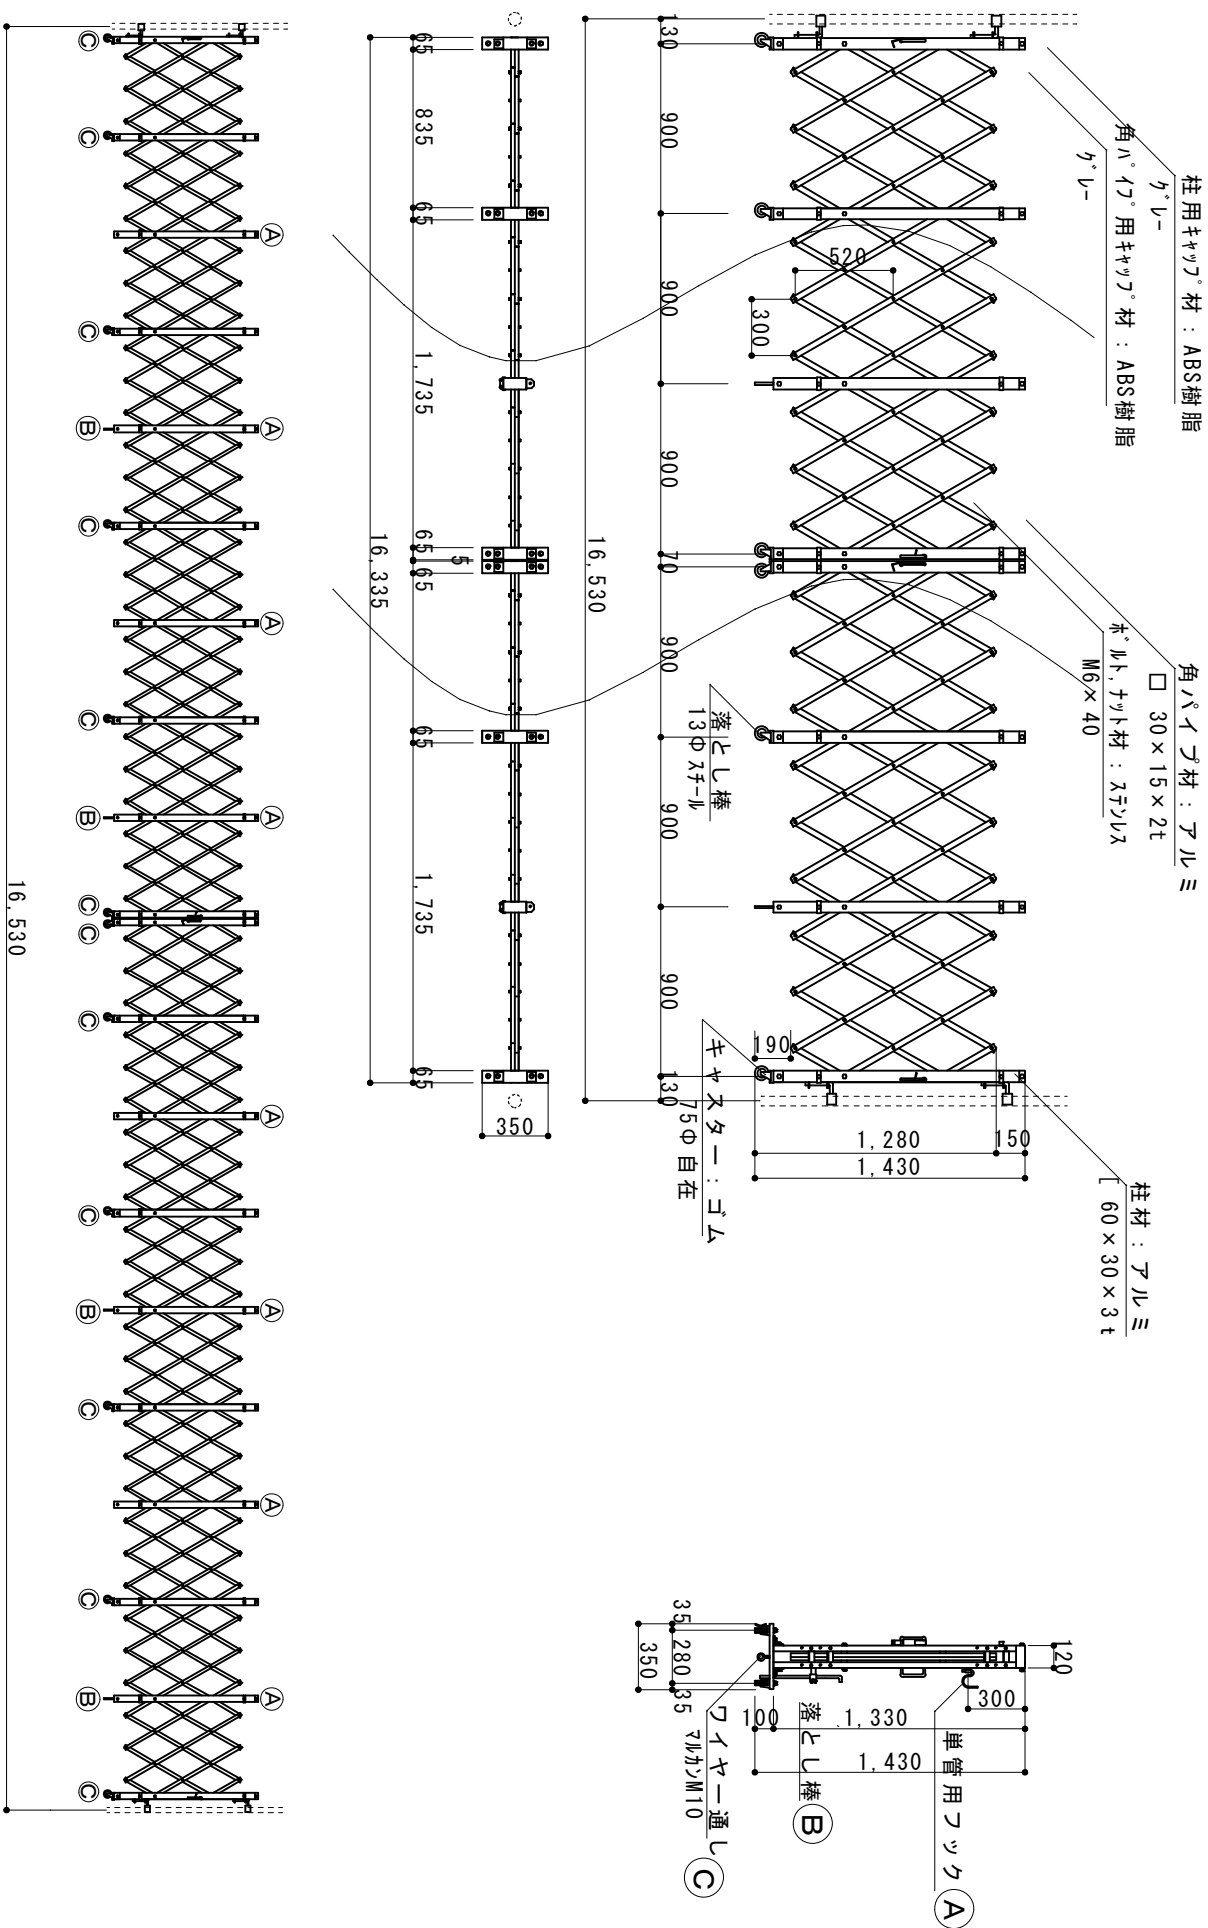 柱用キャップ材：ABS樹脂
グレー
角パイプ用キャップ材：ABS樹脂
グレー
角パイプ材：アルミ
□ 30×15×2t
ボルト,ナット材：ステンレス
M6×40
柱材：アルミ
[ 60×30×3t
130
900
900
900
70
900
900
900
130
520
300
190
1,280
150
1,430
落とし棒
13Φスチール
キャスター：ゴム
75Φ自在
16,530
65
835
65
1,735
65
5
65
65
1,735
65
350
16,335
120
300
1,330
100
1,430
35
280
35
350
単管用フック Ⓐ
落とし棒 Ⓑ
ワイヤー通し Ⓒ
マルカンM10
Ⓐ Ⓐ Ⓐ Ⓐ Ⓐ Ⓐ Ⓐ Ⓐ
Ⓒ Ⓒ Ⓒ Ⓑ Ⓒ Ⓒ Ⓑ Ⓒ Ⓒ Ⓒ Ⓒ Ⓑ Ⓒ Ⓒ Ⓑ Ⓒ
16,530